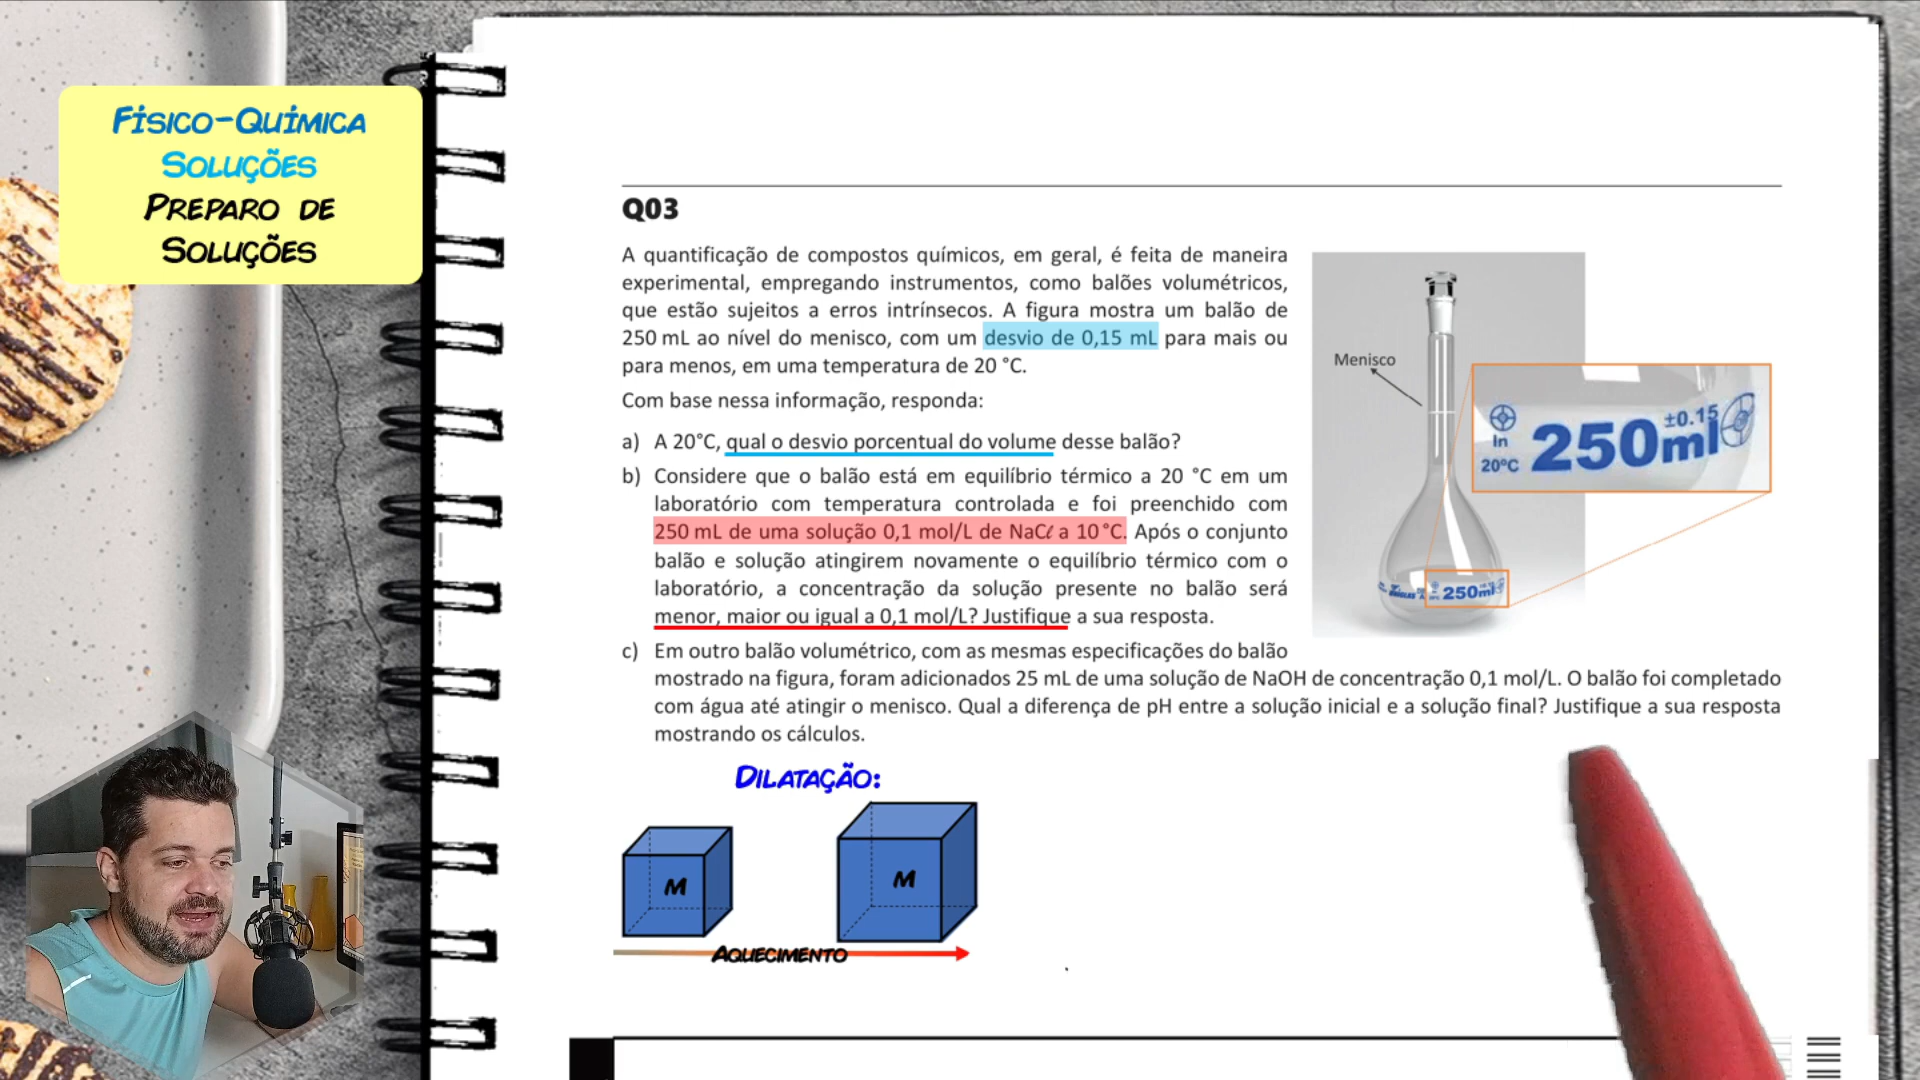 Físico-Química
Soluções
Preparo de
Soluções
Q03
A quantificação de compostos químicos, em geral, é feita de maneira
experimental, empregando instrumentos, como balões volumétricos,
que estão sujeitos a erros intrínsecos. A figura mostra um balão de
250 mL ao nível do menisco, com um desvio de 0,15 mL para mais ou
para menos, em uma temperatura de 20 °C.
Com base nessa informação, responda:
a) A 20°C, qual o desvio porcentual do volume desse balão?
b) Considere que o balão está em equilíbrio térmico a 20 °C em um
laboratório com temperatura controlada e foi preenchido com
250 mL de uma solução 0,1 mol/L de NaCℓ a 10 °C. Após o conjunto
balão e solução atingirem novamente o equilíbrio térmico com o
laboratório, a concentração da solução presente no balão será
menor, maior ou igual a 0,1 mol/L? Justifique a sua resposta.
c) Em outro balão volumétrico, com as mesmas especificações do balão
mostrado na figura, foram adicionados 25 mL de uma solução de NaOH de concentração 0,1 mol/L. O balão foi completado
com água até atingir o menisco. Qual a diferença de pH entre a solução inicial e a solução final? Justifique a sua resposta
mostrando os cálculos.
Menisco
In
20°C
250ml
±0.15
250ml
Dilatação:
M
M
Aquecimento